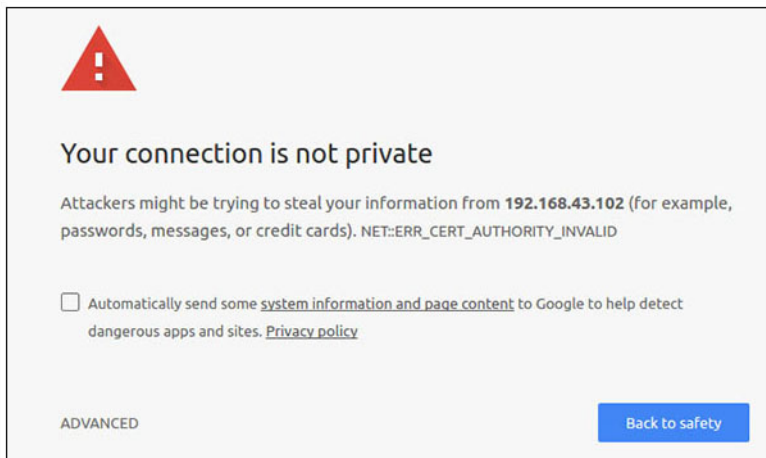 Your connection is not private
Attackers might be trying to steal your information from 192.168.43.102 (for example,
passwords, messages, or credit cards). NET::ERR_CERT_AUTHORITY_INVALID
Automatically send some system information and page content to Google to help detect
dangerous apps and sites. Privacy policy
ADVANCED
Back to safety